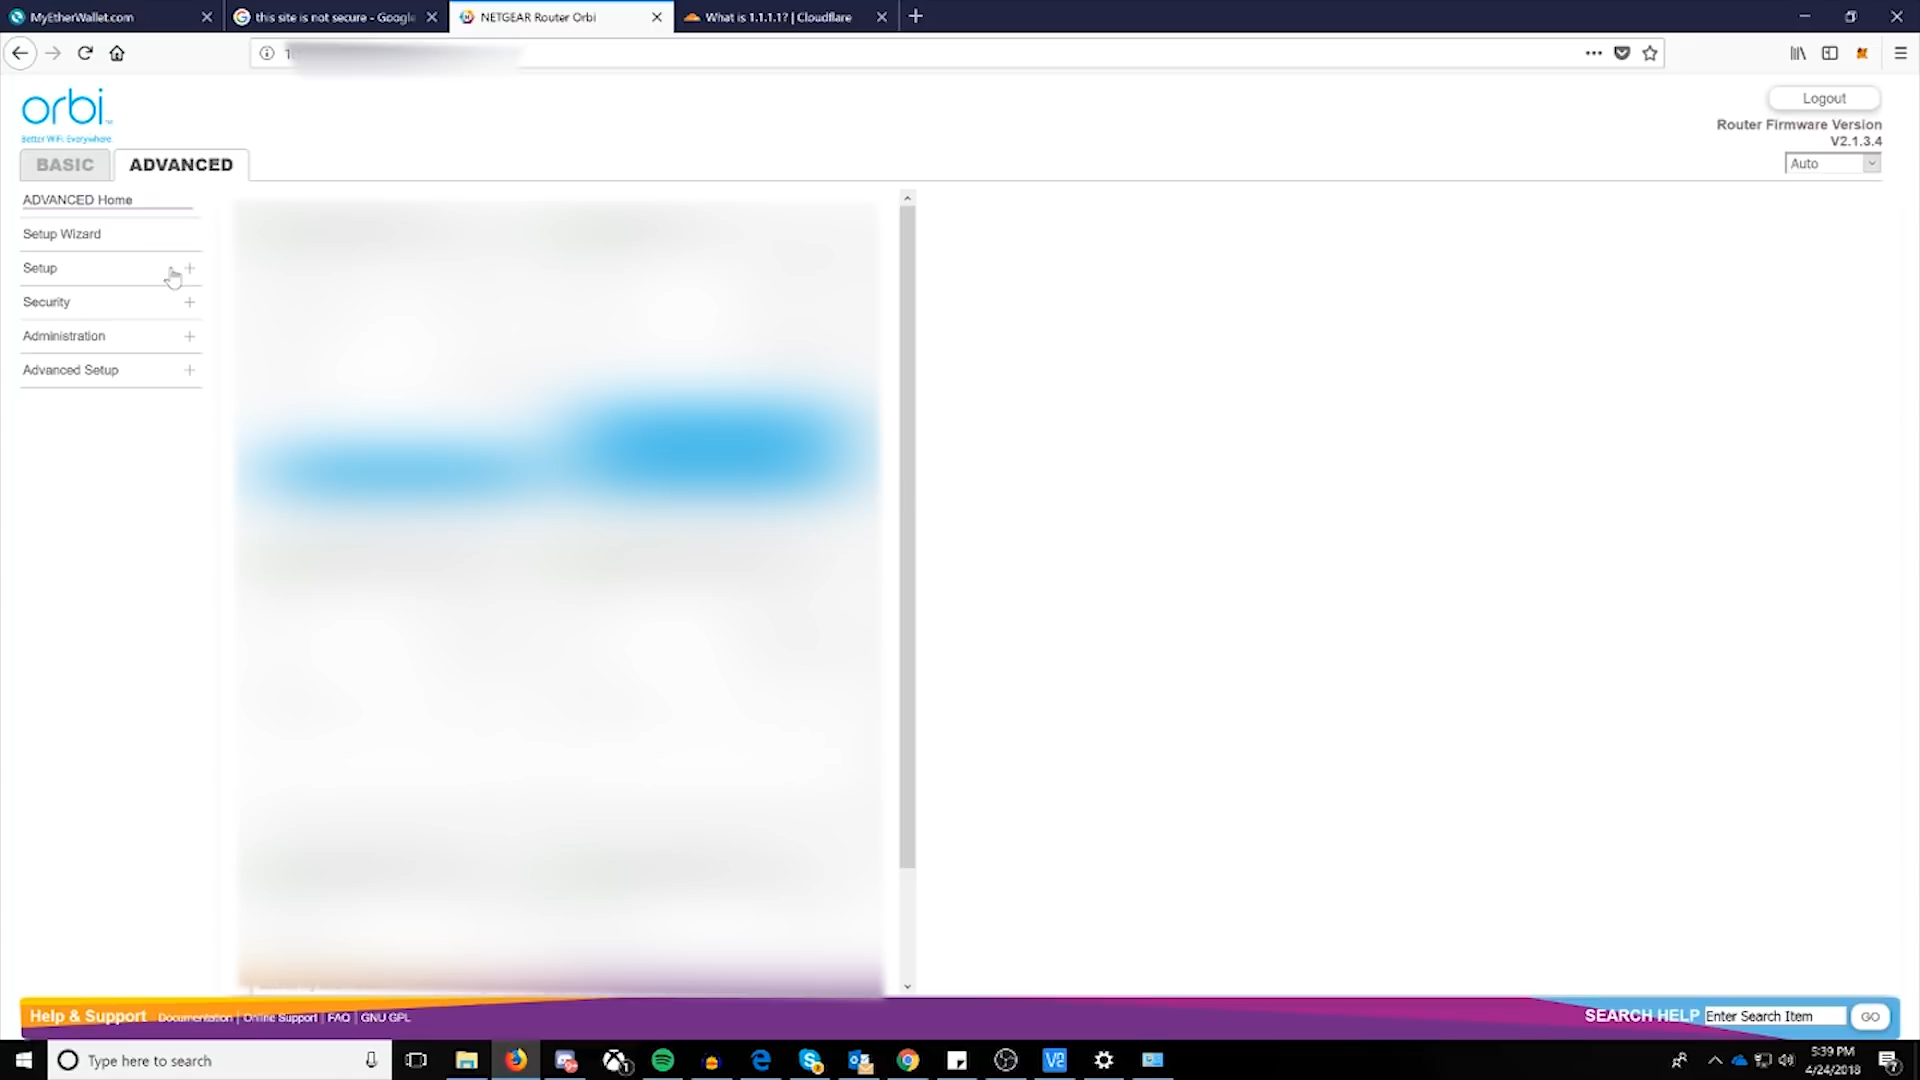 MyEtherWallet.com
this site is not secure - Google
NETGEAR Router Orbi
What is 1.1.1.1? | Cloudflare
orbi
Better WiFi. Everywhere.
Logout
Router Firmware Version
V2.1.3.4
Auto
BASIC
ADVANCED
ADVANCED Home
Setup Wizard
Setup
Security
Administration
Advanced Setup
Help & Support Documentation | Online Support | FAQ | GNU GPL
SEARCH HELP Enter Search Item GO
Type here to search
5:39 PM
4/24/2018